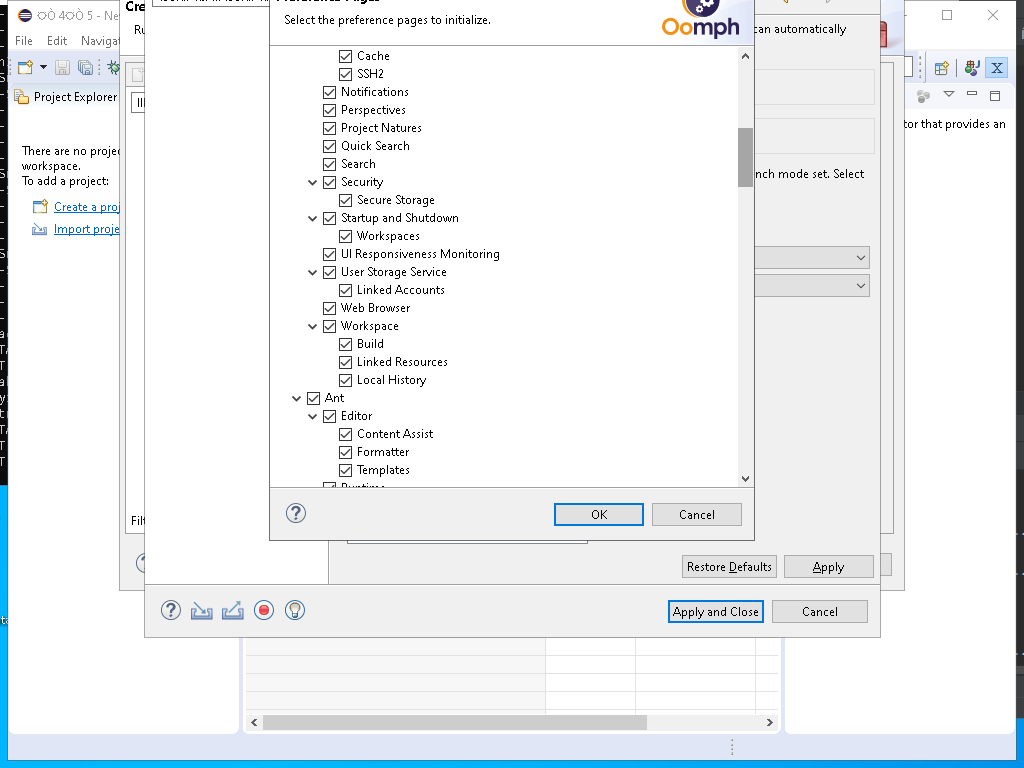 Select the preference pages to initialize.
Oomph
File Edit Navigat
can automatically
Cache
SSH2
Notifications
Perspectives
Project Natures
Quick Search
Search
Security
Secure Storage
Startup and Shutdown
Workspaces
UI Responsiveness Monitoring
User Storage Service
Linked Accounts
Web Browser
Workspace
Build
Linked Resources
Local History
Ant
Editor
Content Assist
Formatter
Templates
Runtime
OK
Cancel
Project Explorer
There are no projec
workspace.
To add a project:
Create a proj
Import proje
tor that provides an
nch mode set. Select
Filt
Restore Defaults
Apply
Apply and Close
Cancel